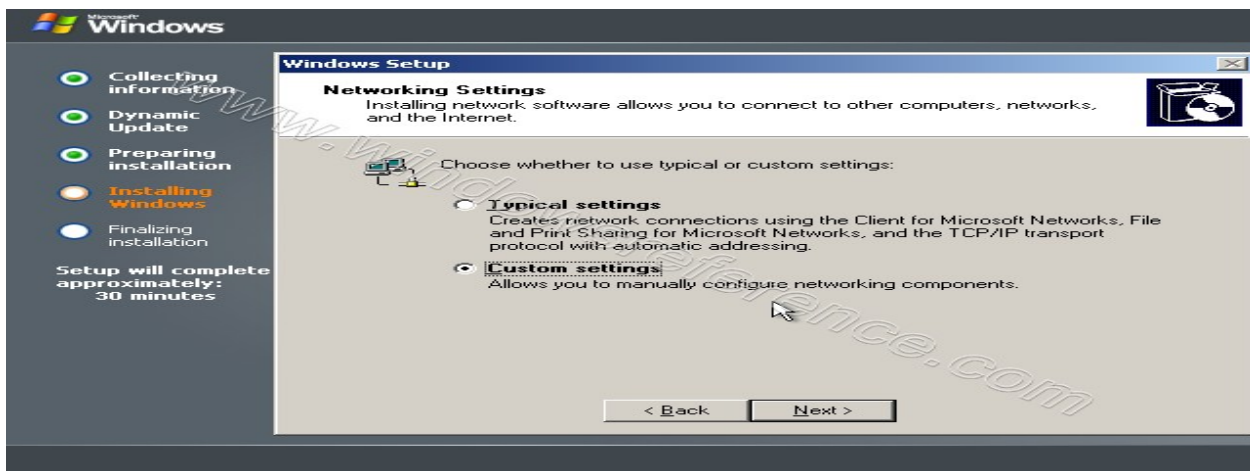 Microsoft
Windows
Collecting
information
Dynamic
Update
Preparing
installation
Installing
Windows
Finalizing
installation
Setup will complete
approximately:
30 minutes
Windows Setup
Networking Settings
Installing network software allows you to connect to other computers, networks,
and the Internet.
Choose whether to use typical or custom settings:
Typical settings
Creates network connections using the Client for Microsoft Networks, File
and Print Sharing for Microsoft Networks, and the TCP/IP transport
protocol with automatic addressing.
Custom settings
Allows you to manually configure networking components.
< Back
Next >
www.windowsreference.com